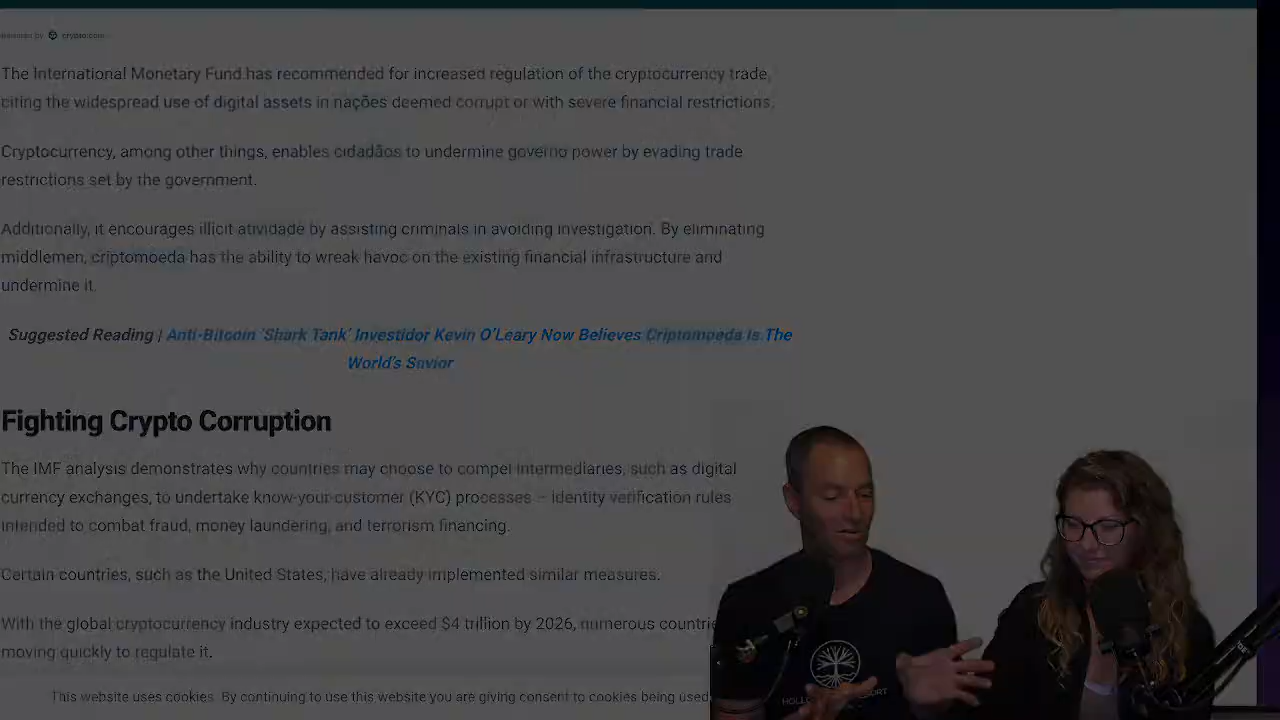 powered by crypto.com
The International Monetary Fund has recommended for increased regulation of the cryptocurrency trade,
citing the widespread use of digital assets in nações deemed corrupt or with severe financial restrictions.
Cryptocurrency, among other things, enables cidadãos to undermine governo power by evading trade
restrictions set by the government.
Additionally, it encourages illicit atividade by assisting criminals in avoiding investigation. By eliminating
middlemen, criptomoeda has the ability to wreak havoc on the existing financial infrastructure and
undermine it.
Suggested Reading | Anti-Bitcoin ‘Shark Tank’ Investidor Kevin O’Leary Now Believes Criptomoeda Is The
World’s Savior
Fighting Crypto Corruption
The IMF analysis demonstrates why countries may choose to compel intermediaries, such as digital
currency exchanges, to undertake know-your-customer (KYC) processes – identity verification rules
intended to combat fraud, money laundering, and terrorism financing.
Certain countries, such as the United States, have already implemented similar measures.
With the global cryptocurrency industry expected to exceed $4 trillion by 2026, numerous countrie
moving quickly to regulate it.
This website uses cookies. By continuing to use this website you are giving consent to cookies being used